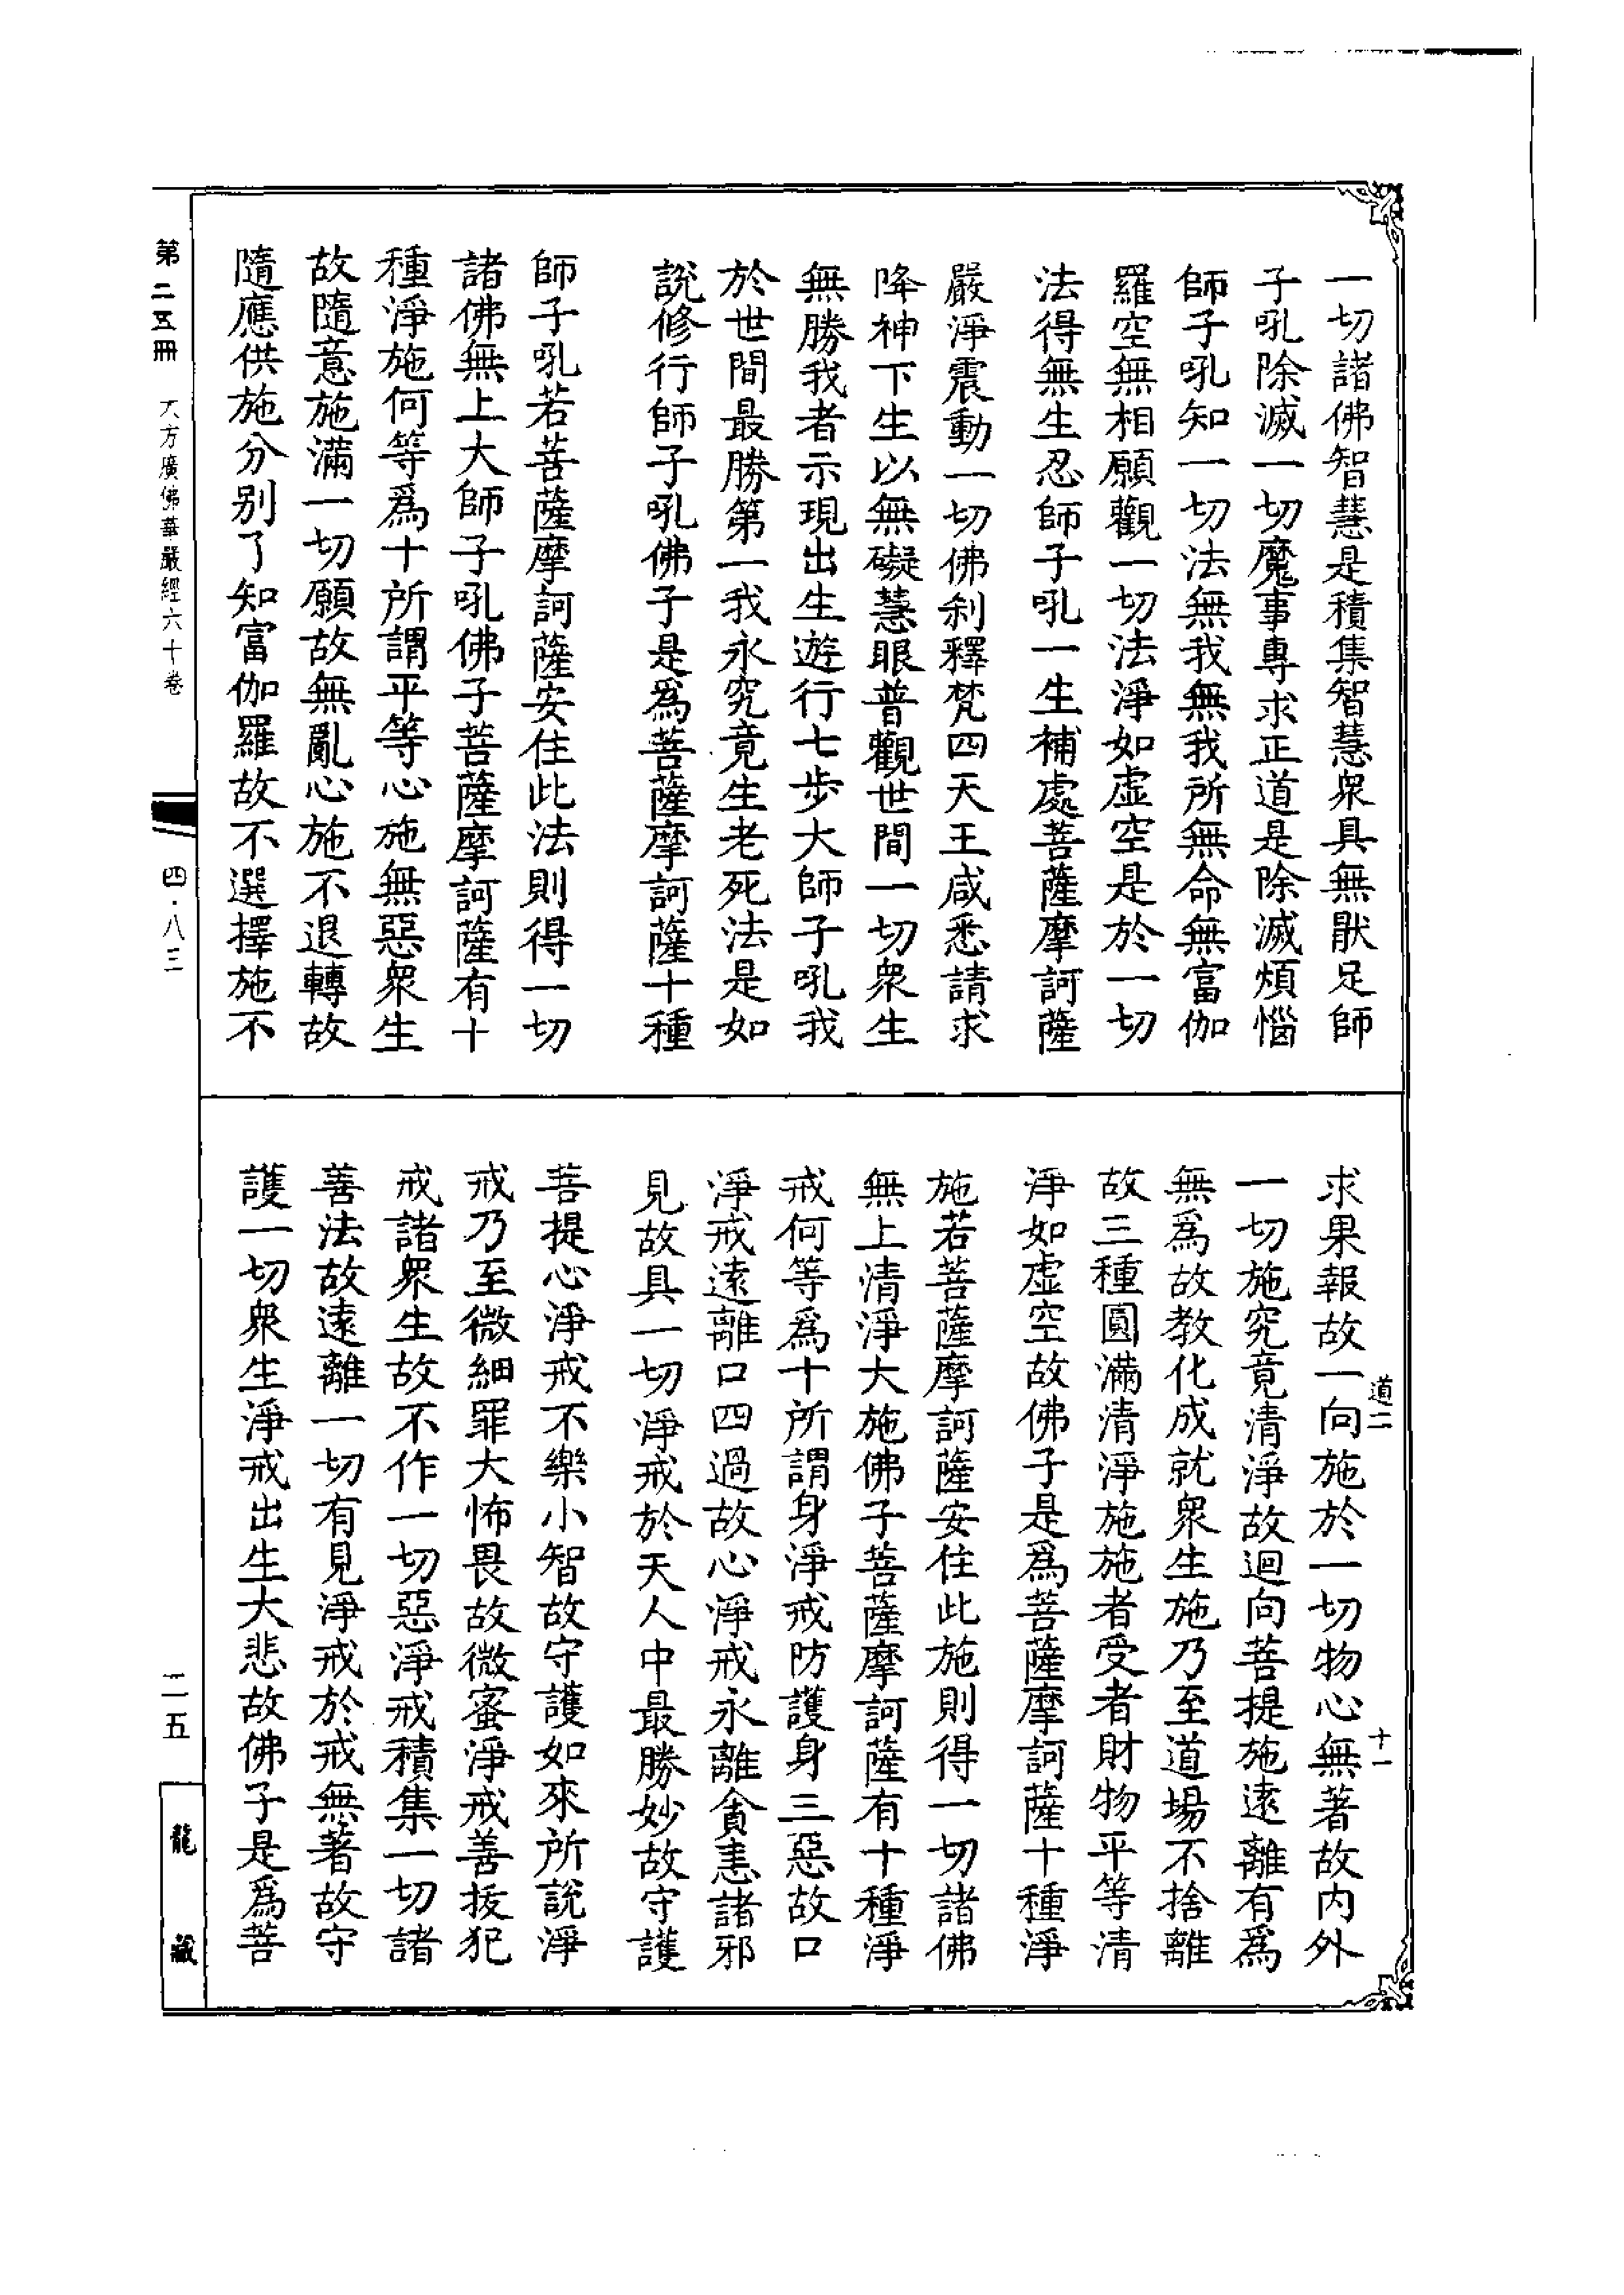 一切諸佛智慧是積集智慧衆具無猒足師
子吼除滅一切魔事專求正道是除滅煩惱
師子吼知一切法無我無我所無命無富伽
羅空無相願觀一切法淨如虛空是於一切
法得無生忍師子吼一生補處菩薩摩訶薩
嚴淨震動一切佛刹釋梵四天王咸悉請求
降神下生以無礙慧眼普觀世間一切衆生
無勝我者示現出生遊行七步大師子吼我
於世間最勝第一我永究竟生老死法是如
說修行師子吼佛子是爲菩薩摩訶薩十種
師子吼若菩薩摩訶薩安住此法則得一切
諸佛無上大師子吼佛子菩薩摩訶薩有十
種淨施何等爲十所謂平等心施無惡衆生
故隨意施滿一切願故無亂心施不退轉故
隨應供施分別了知富伽羅故不選擇施不
求果報故一向施於一切物心無著故内外
一切施究竟清淨故迴向菩提施遠離有爲
無爲故教化成就衆生施乃至道場不捨離
故三種圓滿清淨施施者受者財物平等清
淨如虛空故佛子是爲菩薩摩訶薩十種淨
施若菩薩摩訶薩安住此施則得一切諸佛
無上清淨大施佛子菩薩摩訶薩有十種淨
戒何等爲十所謂身淨戒防護身三惡故口
淨戒遠離口四過故心淨戒永離貪恚諸邪
見故具一切淨戒於天人中最勝妙故守護
菩提心淨戒不樂小智故守護如來所說淨
戒乃至微細罪大怖畏故微蜜淨戒善拔犯
戒諸衆生故不作一切惡淨戒積集一切諸
善法故遠離一切有見淨戒於戒無著故守
護一切衆生淨戒出生大悲故佛子是爲菩
道二
十一
第二五冊
大方廣佛華嚴經六十卷
四·八三
二五
龍藏